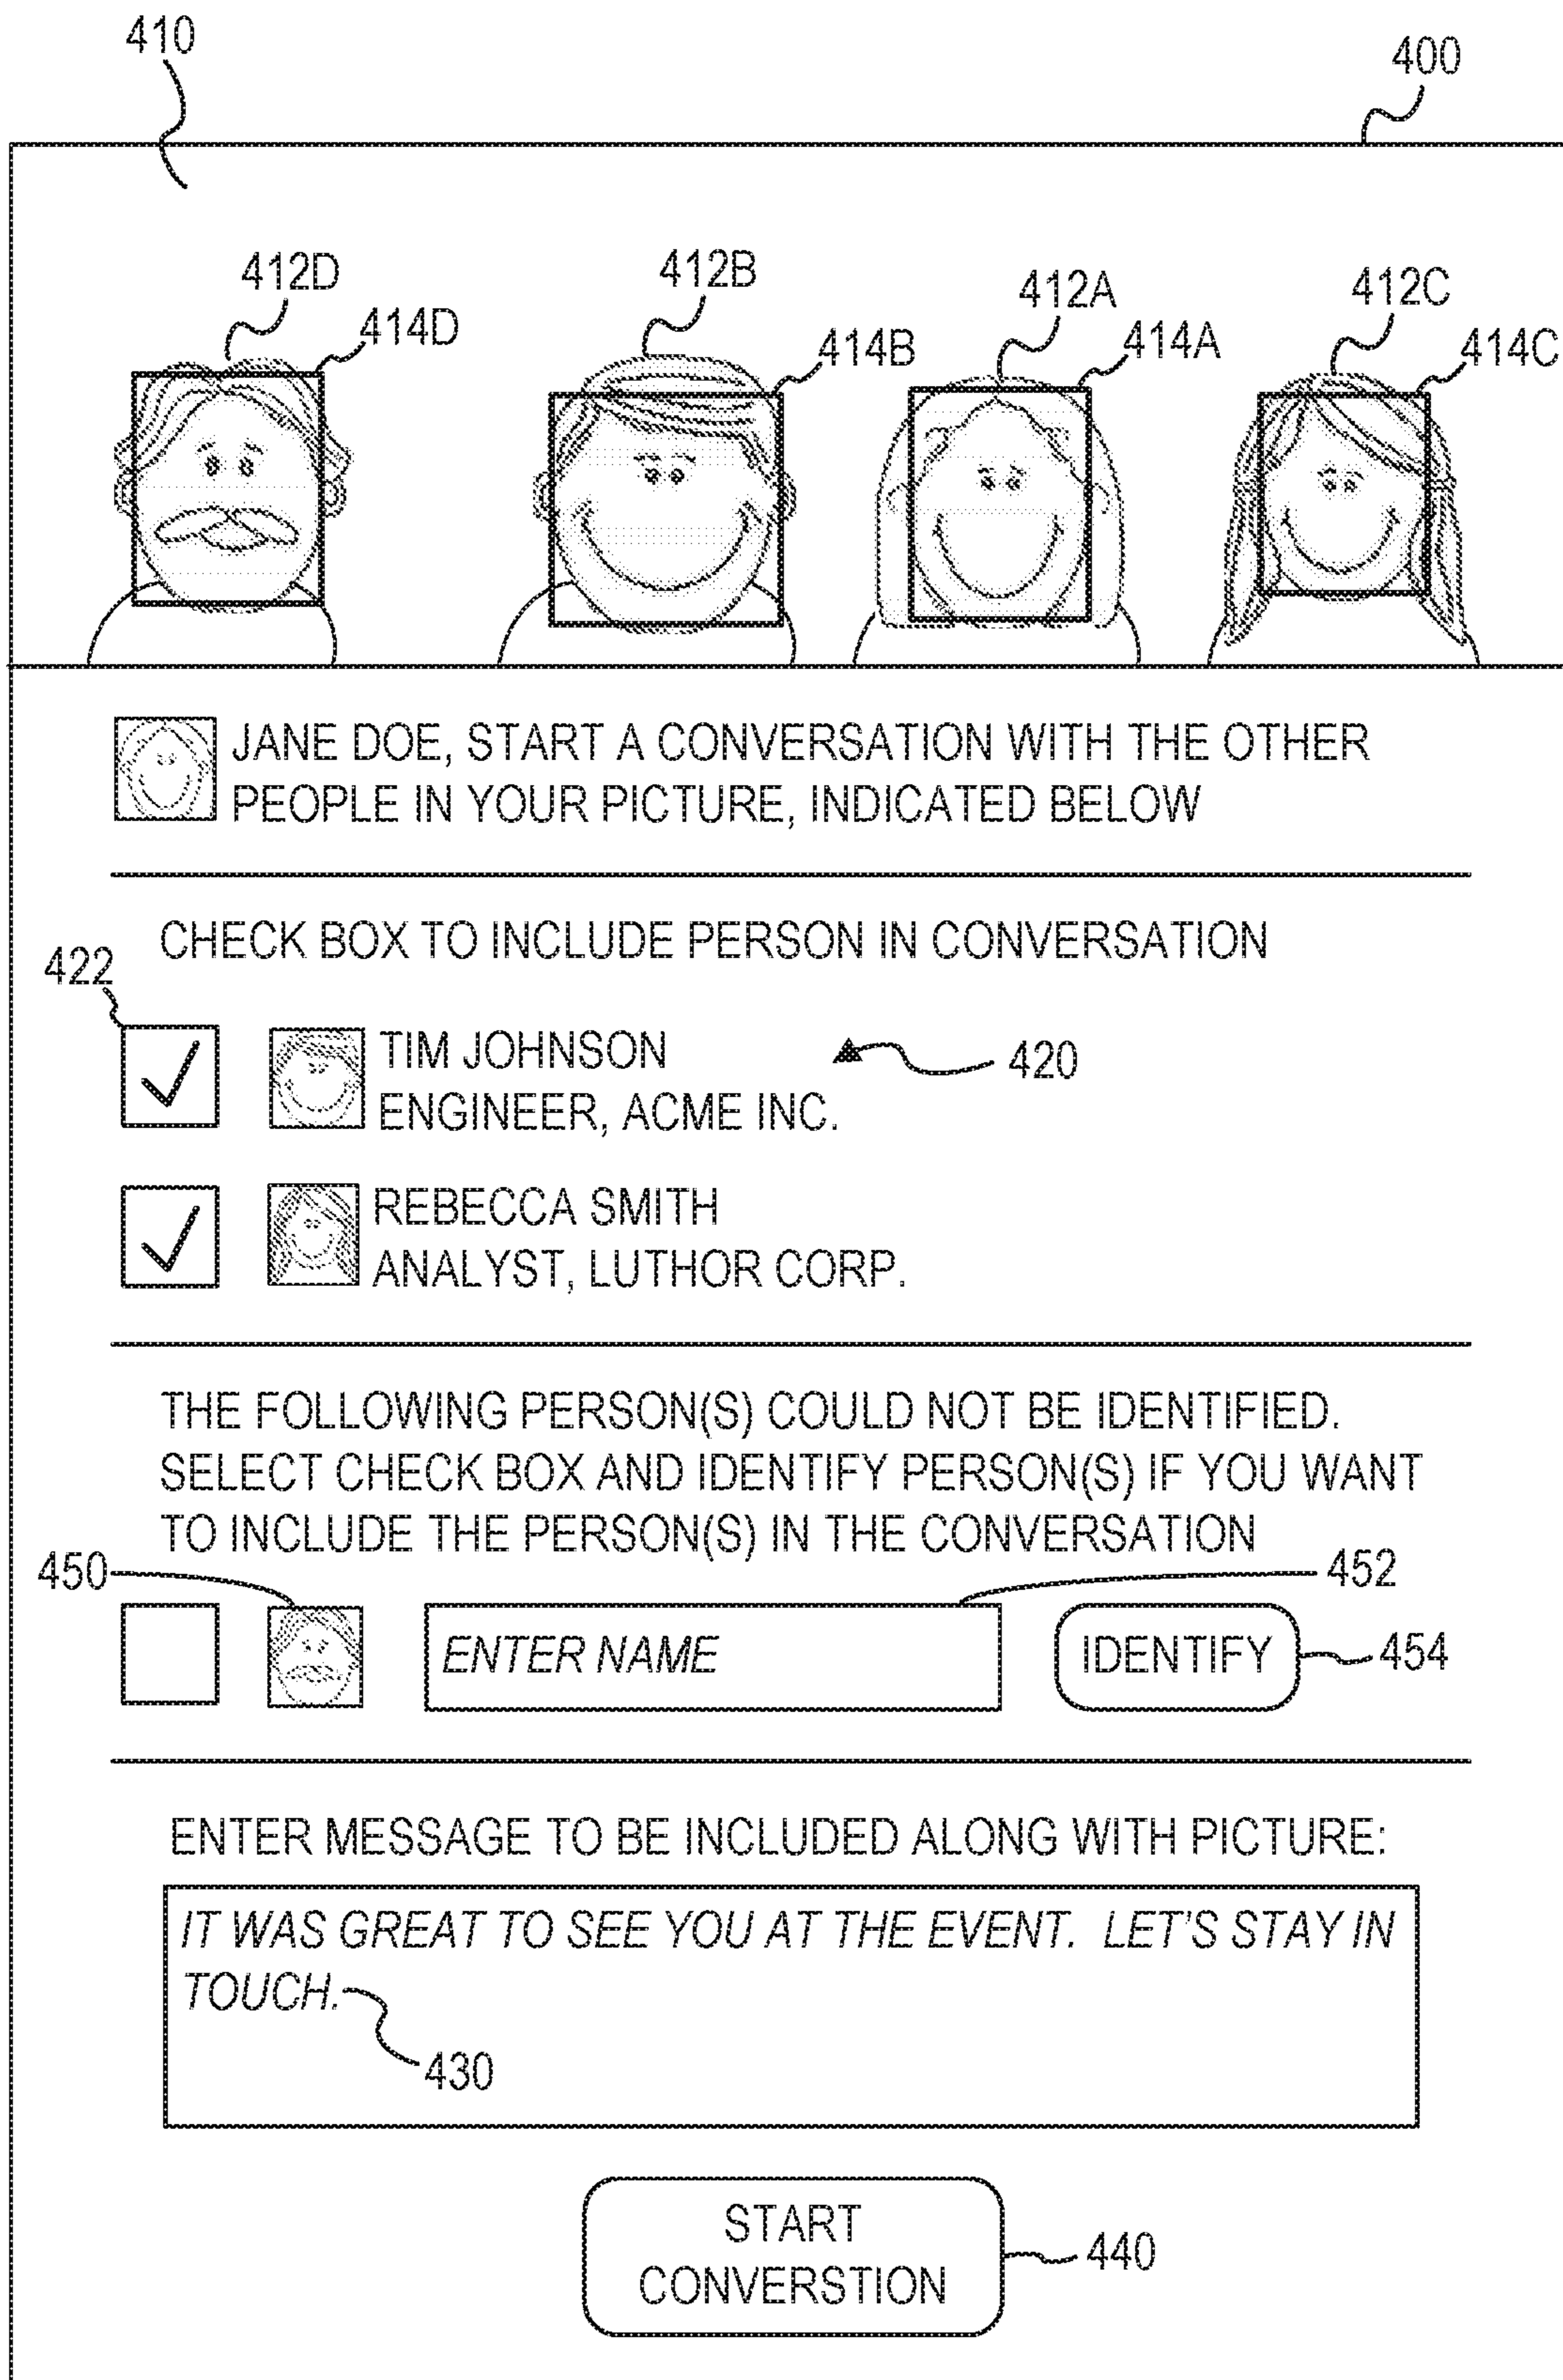 410
400
412D
412B
412A
412C
414D
414B
414A
414C
JANE DOE, START A CONVERSATION WITH THE OTHER
PEOPLE IN YOUR PICTURE, INDICATED BELOW
CHECK BOX TO INCLUDE PERSON IN CONVERSATION
422
TIM JOHNSON
420
ENGINEER, ACME INC.
REBECCA SMITH
ANALYST, LUTHOR CORP.
THE FOLLOWING PERSON(S) COULD NOT BE IDENTIFIED.
SELECT CHECK BOX AND IDENTIFY PERSON(S) IF YOU WANT
TO INCLUDE THE PERSON(S) IN THE CONVERSATION
450
452
ENTER NAME
IDENTIFY
454
ENTER MESSAGE TO BE INCLUDED ALONG WITH PICTURE:
IT WAS GREAT TO SEE YOU AT THE EVENT. LET'S STAY IN
TOUCH.
430
START
CONVERSTION
440